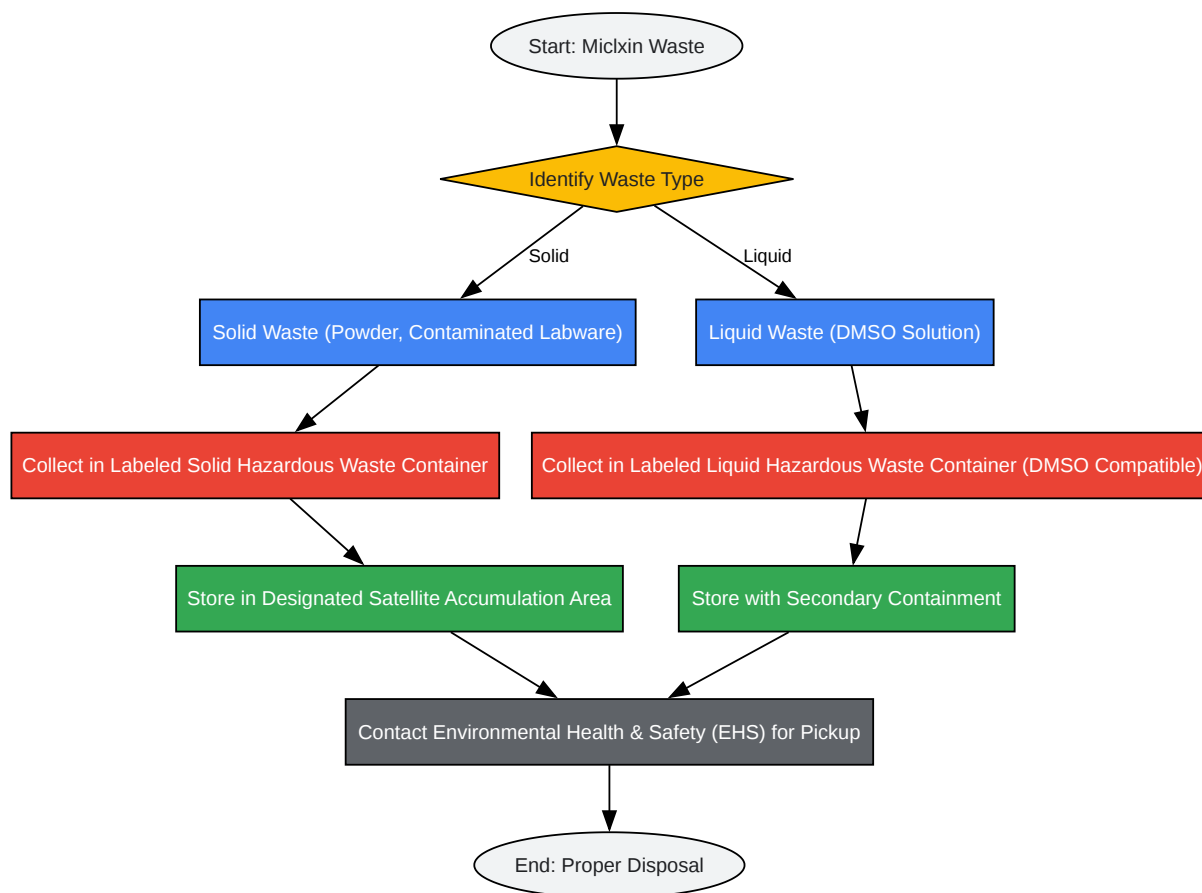 Start: Miclxin Waste
Identify Waste Type
Solid
Liquid
Solid Waste (Powder, Contaminated Labware)
Liquid Waste (DMSO Solution)
Collect in Labeled Solid Hazardous Waste Container
Collect in Labeled Liquid Hazardous Waste Container (DMSO Compatible)
Store in Designated Satellite Accumulation Area
Store with Secondary Containment
Contact Environmental Health & Safety (EHS) for Pickup
End: Proper Disposal